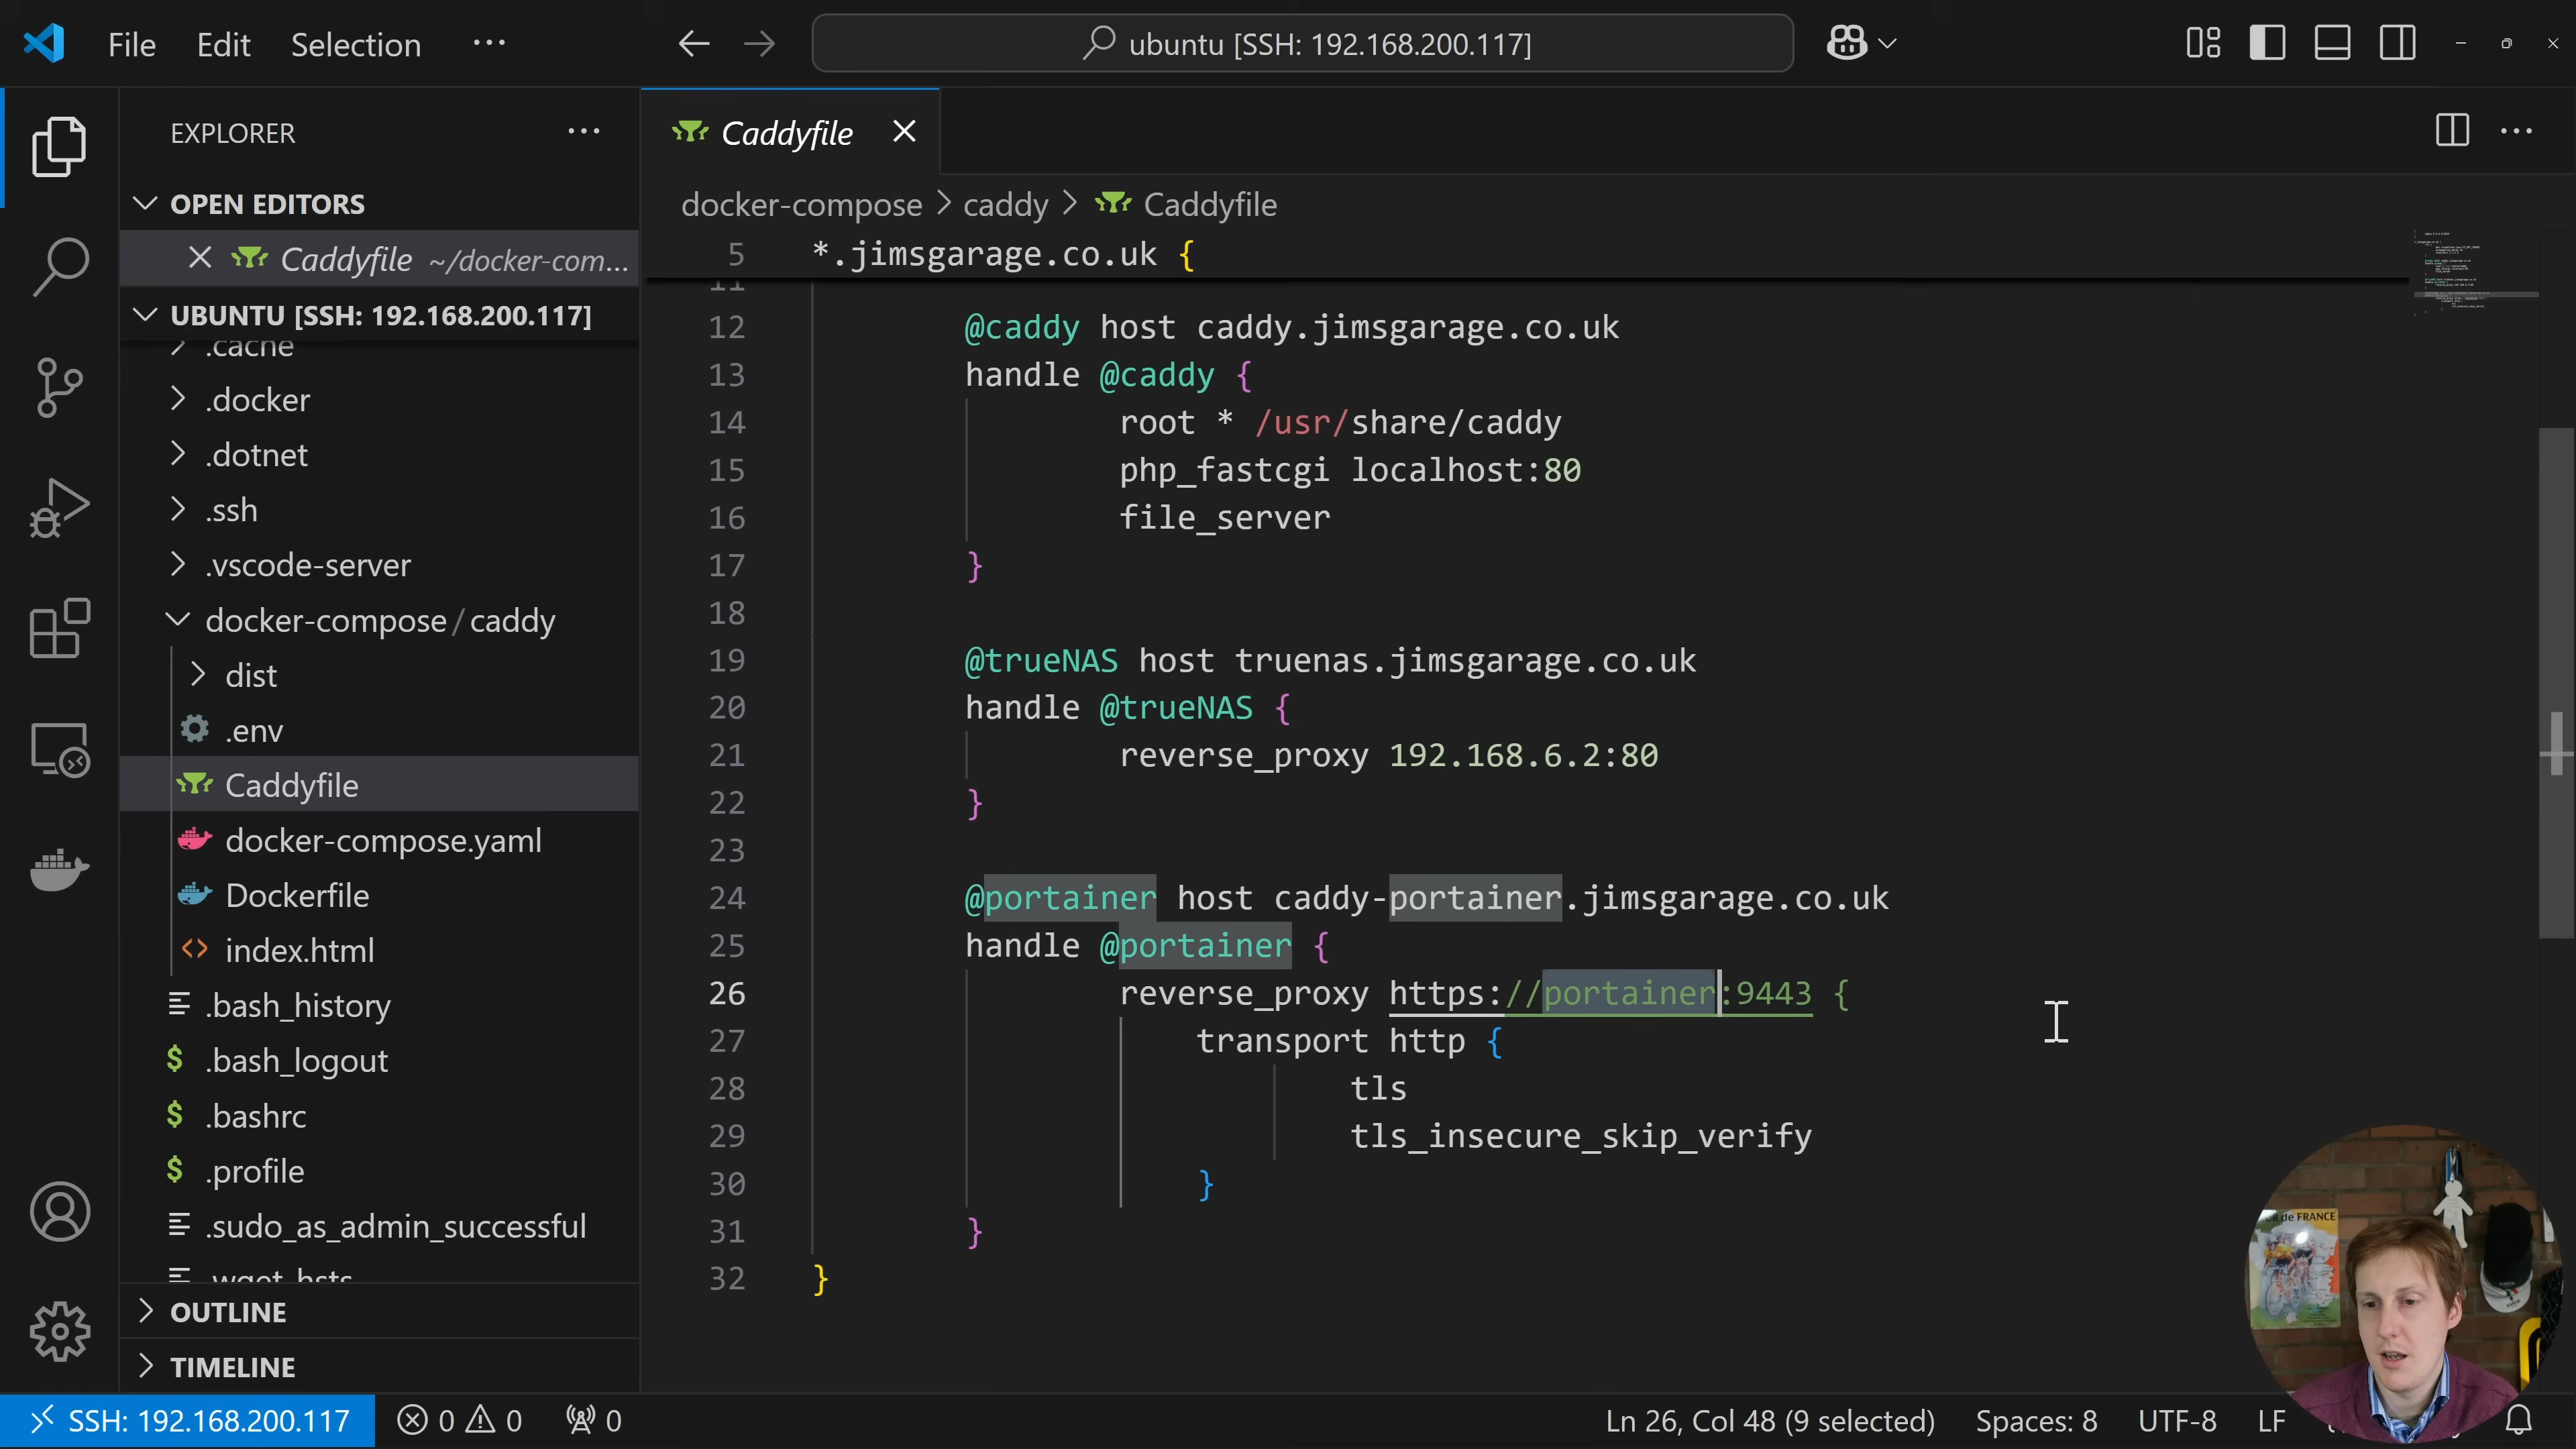 File Edit Selection ···
ubuntu [SSH: 192.168.200.117]
EXPLORER
OPEN EDITORS
Caddyfile ~/docker-com...
UBUNTU [SSH: 192.168.200.117]
.cache
.docker
.dotnet
.ssh
.vscode-server
docker-compose/caddy
dist
.env
Caddyfile
docker-compose.yaml
Dockerfile
index.html
.bash_history
.bash_logout
.bashrc
.profile
.sudo_as_admin_successful
.wget-hsts
OUTLINE
TIMELINE
Caddyfile
docker-compose > caddy > Caddyfile
5 *.jimsgarage.co.uk {
11
12 @caddy host caddy.jimsgarage.co.uk
13 handle @caddy {
14 root * /usr/share/caddy
15 php_fastcgi localhost:80
16 file_server
17 }
18
19 @trueNAS host truenas.jimsgarage.co.uk
20 handle @trueNAS {
21 reverse_proxy 192.168.6.2:80
22 }
23
24 @portainer host caddy-portainer.jimsgarage.co.uk
25 handle @portainer {
26 reverse_proxy https://portainer:9443 {
27 transport http {
28 tls
29 tls_insecure_skip_verify
30 }
31 }
32 }
SSH: 192.168.200.117 0 0 0 Ln 26, Col 48 (9 selected) Spaces: 8 UTF-8 LF